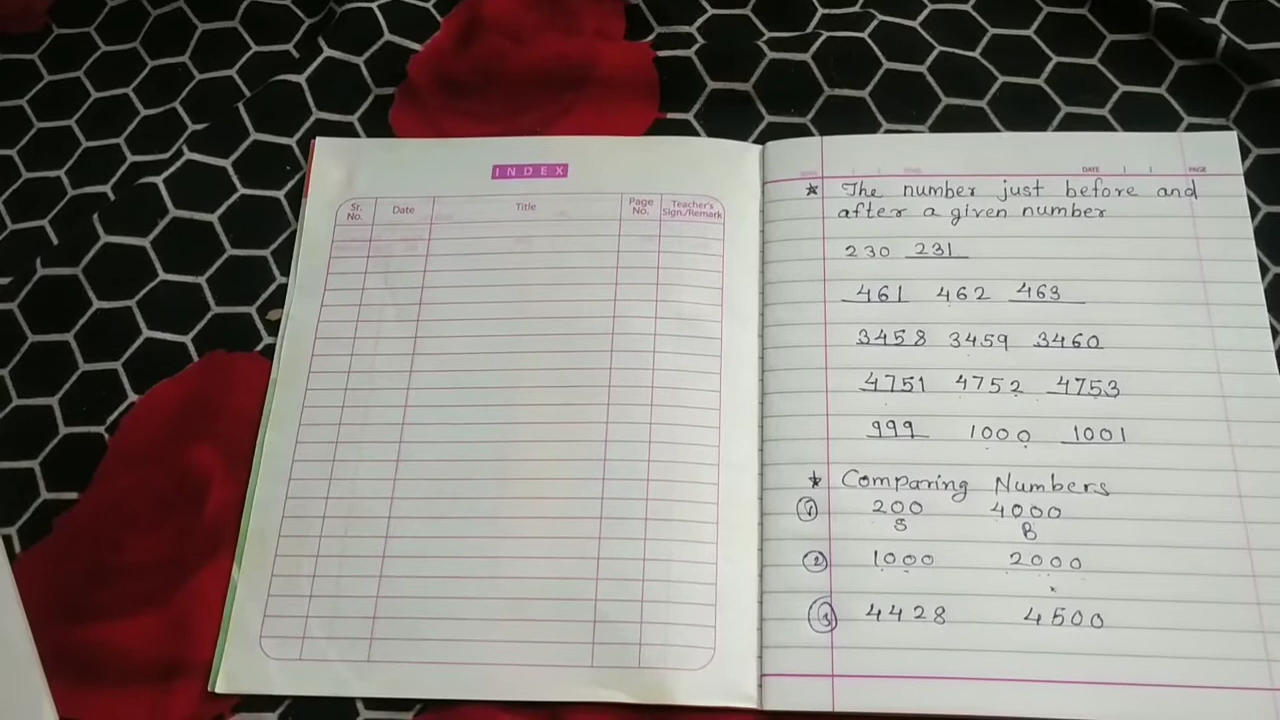 INDEX
Sr. No. Date Title Page No. Teacher's Sign./Remark
DATE PAGE
* The number just before and
after a given number
230 231
461 462 463
3458 3459 3460
4751 4752 4753
999 1000 1001
* Comparing Numbers
① 200 4000
S B
② 1000 2000
③ 4428 4500